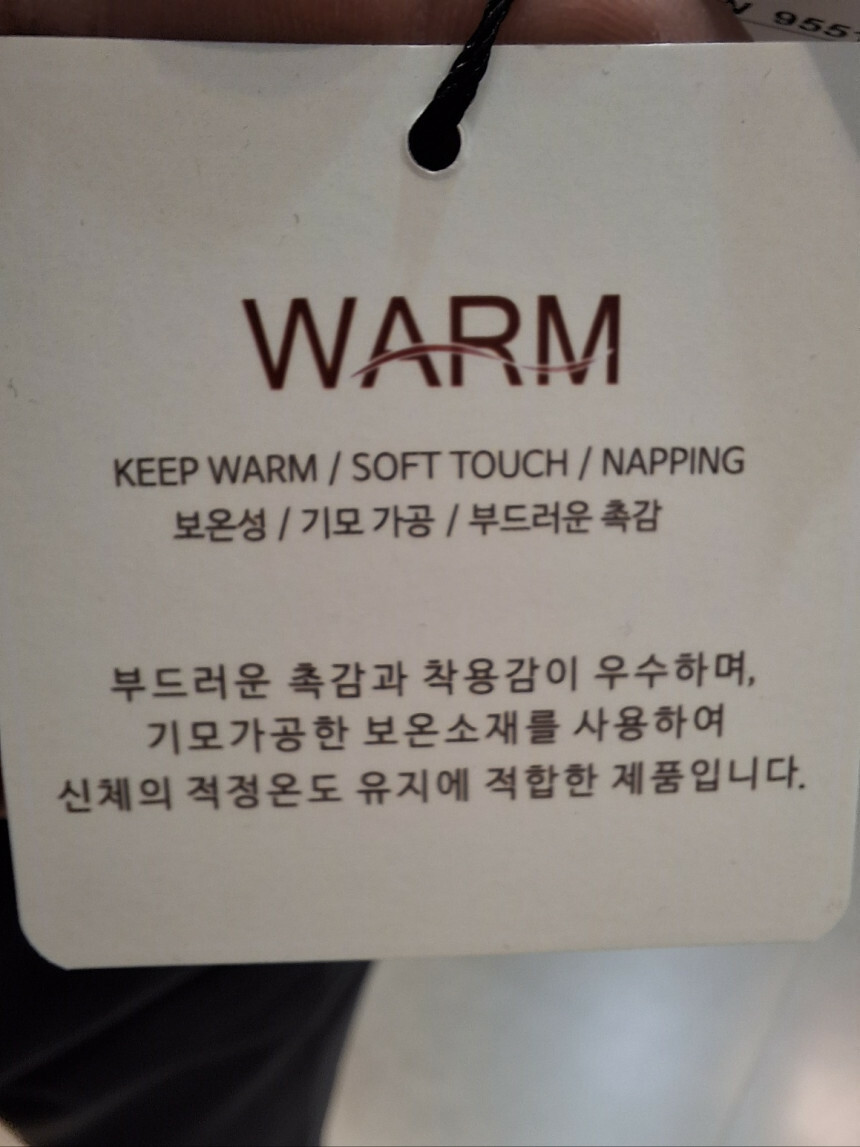 WARM
KEEP WARM / SOFT TOUCH / NAPPING
보온성 / 기모 가공 / 부드러운 촉감
부드러운 촉감과 착용감이 우수하며,
기모가공한 보온소재를 사용하여
신체의 적정온도 유지에 적합한 제품입니다.